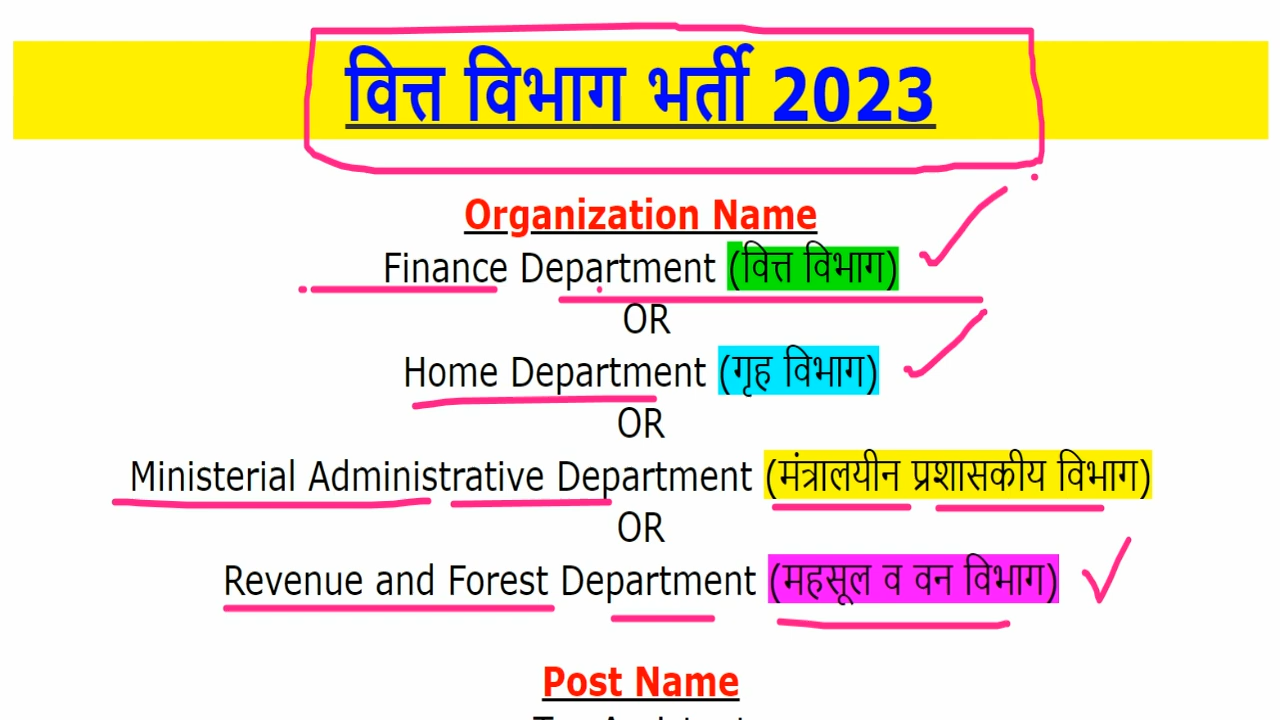 वित्त विभाग भर्ती 2023
Organization Name
Finance Department (वित्त विभाग)
OR
Home Department (गृह विभाग)
OR
Ministerial Administrative Department (मंत्रालयीन प्रशासकीय विभाग)
OR
Revenue and Forest Department (महसूल व वन विभाग)
Post Name